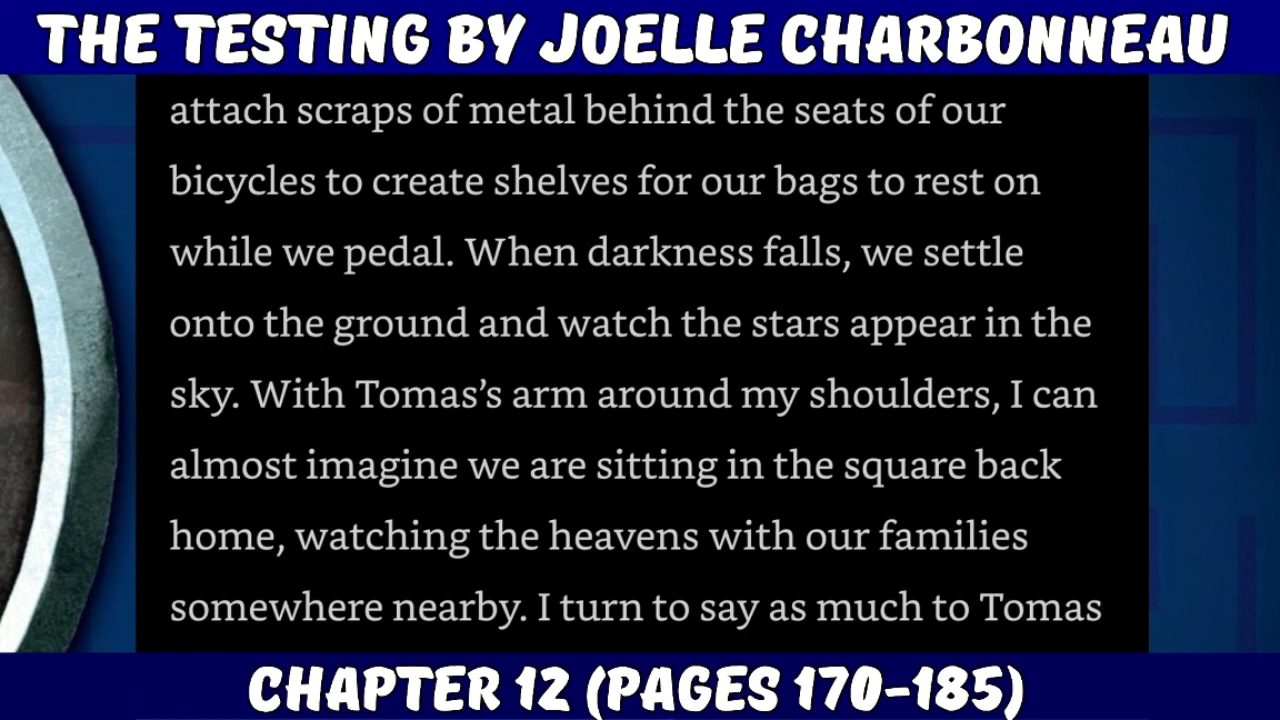 THE TESTING BY JOELLE CHARBONNEAU
attach scraps of metal behind the seats of our
bicycles to create shelves for our bags to rest on
while we pedal. When darkness falls, we settle
onto the ground and watch the stars appear in the
sky. With Tomas’s arm around my shoulders, I can
almost imagine we are sitting in the square back
home, watching the heavens with our families
somewhere nearby. I turn to say as much to Tomas
CHAPTER 12 (PAGES 170-185)